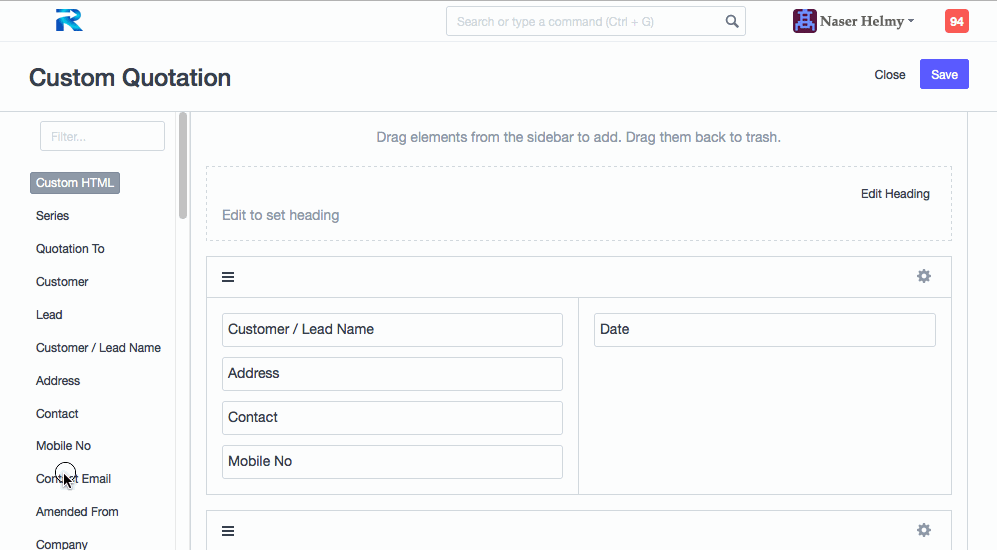 R
Search or type a command (Ctrl + G)
Naser Helmy
94
Custom Quotation
Close
Save
Filter...
Custom HTML
Series
Quotation To
Customer
Lead
Customer / Lead Name
Address
Contact
Mobile No
Contact Email
Amended From
Company
Drag elements from the sidebar to add. Drag them back to trash.
Edit Heading
Edit to set heading
Customer / Lead Name
Address
Contact
Mobile No
Date